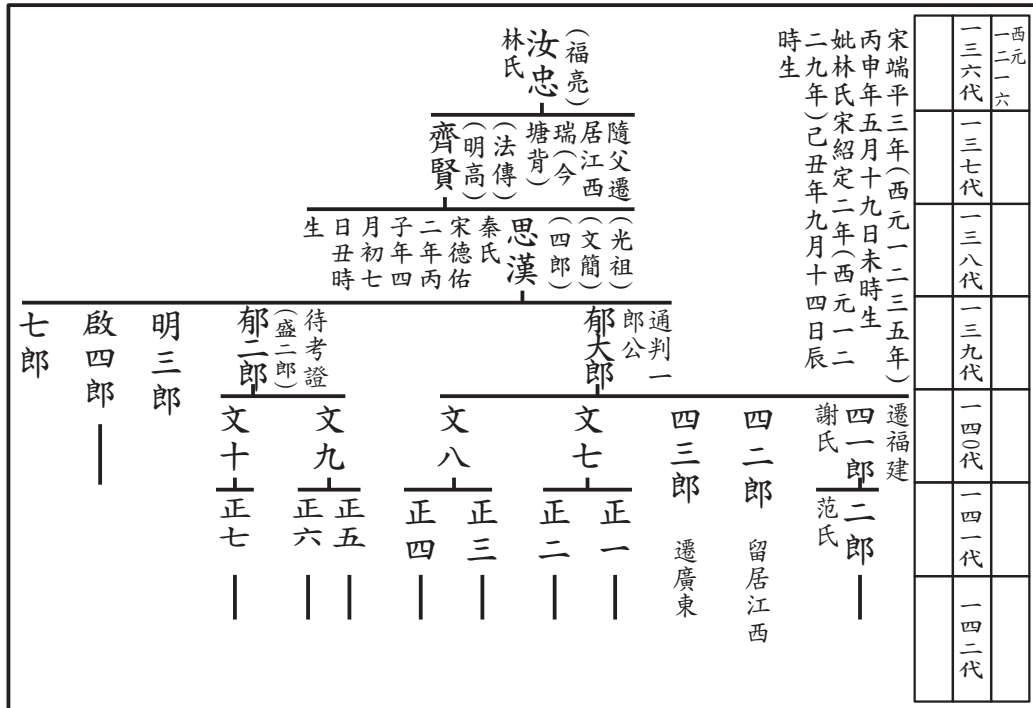 西元
一二一六
一三六代
一三七代
一三八代
一三九代
一四〇代
一四一代
一四二代
宋端平三年(西元一二三五年)
丙申年五月十九日未時生
妣林氏宋紹定二年(西元一二
二九年)己丑年九月十四日辰
時生
(福亮)
汝忠
林氏
隨父遷
居江西
瑞(今
塘背)
(法傳)
(明高)
齊賢
(光祖)
(文簡)
(四郎)
思漢
秦氏
宋德佑
二年丙
子年四
月初七
日丑時
生
通判一
郎公
郁大郎
待考證
(盛二郎)
郁二郎
明三郎
啟四郎
七郎
遷福建
四一郎
謝氏
四二郎
留居江西
四三郎
遷廣東
文七
文八
文九
文十
二郎
范氏
正一
正二
正三
正四
正五
正六
正七